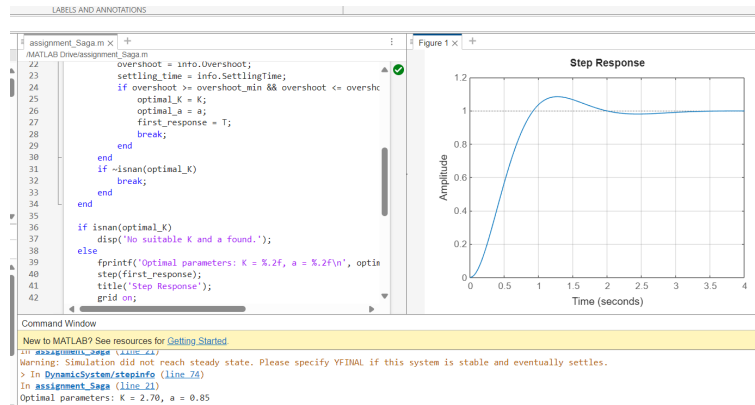 LABELS AND ANNOTATIONS
assignment_Saga.m × +
/MATLAB Drive/assignment_Saga.m
22 overshoot = info.Overshoot;
23 settling_time = info.SettlingTime;
24 if overshoot >= overshoot_min && overshoot <= oversho
25 optimal_K = K;
26 optimal_a = a;
27 first_response = T;
28 break;
29 end
30 end
31 if ~isnan(optimal_K)
32 break;
33 end
34 end
35
36 if isnan(optimal_K)
37 disp('No suitable K and a found.');
38 else
39 fprintf('Optimal parameters: K = %.2f, a = %.2f\n', optim
40 step(first_response);
41 title('Step Response');
42 grid on;
Figure 1 × +
Step Response
Amplitude
1.2
1
0.8
0.6
0.4
0.2
0
0 0.5 1 1.5 2 2.5 3 3.5 4
Time (seconds)
Command Window
New to MATLAB? See resources for Getting Started.
In assignment_Saga (line 21)
Warning: Simulation did not reach steady state. Please specify YFINAL if this system is stable and eventually settles.
> In DynamicSystem/stepinfo (line 74)
In assignment_Saga (line 21)
Optimal parameters: K = 2.70, a = 0.85